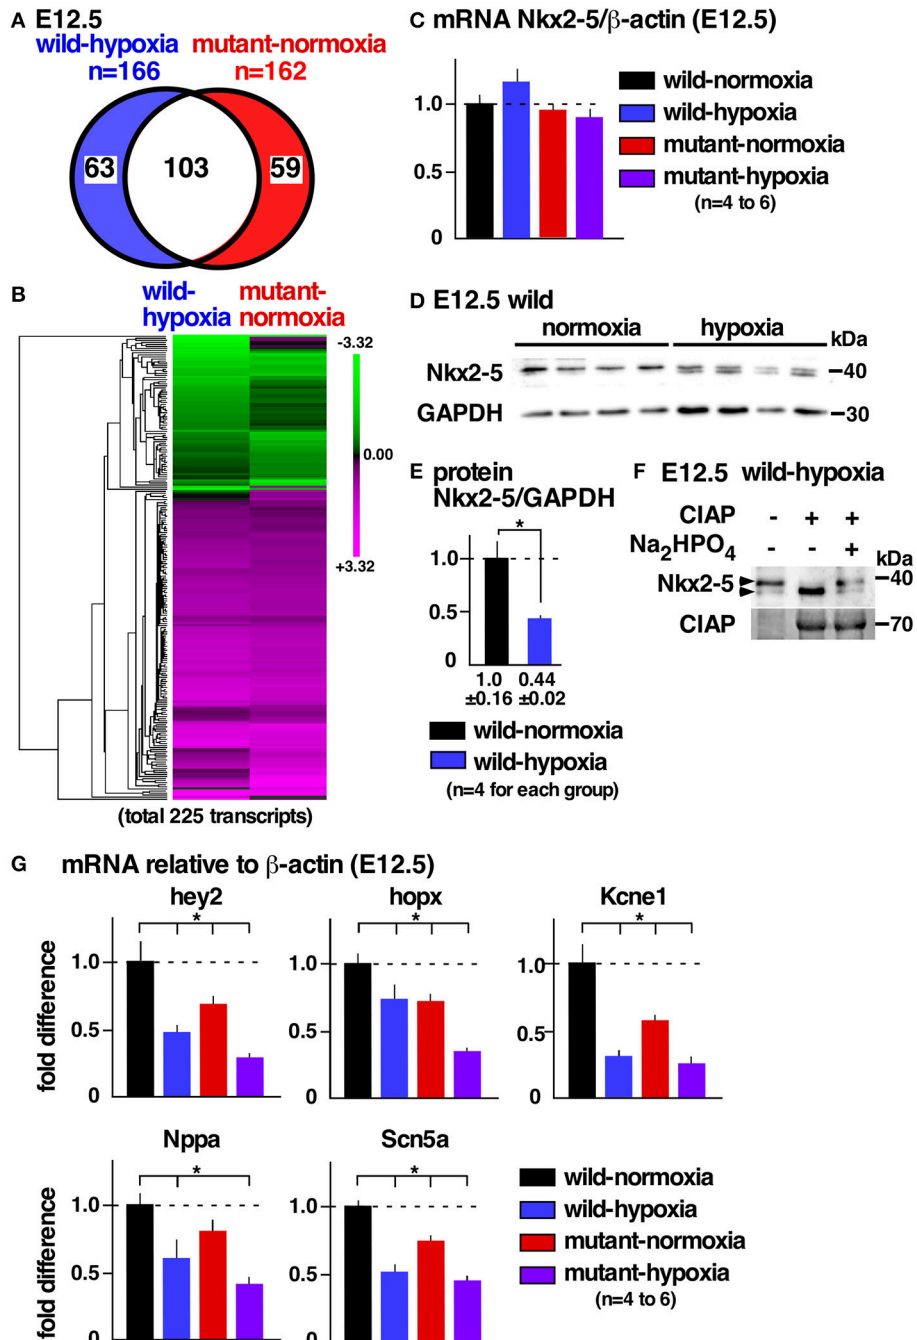 A E12.5
wild-hypoxia mutant-normoxia
n=166 n=162
63 103 59
C mRNA Nkx2-5/β-actin (E12.5)
1.0
0.5
0
wild-normoxia
wild-hypoxia
mutant-normoxia
mutant-hypoxia
(n=4 to 6)
B
wild- mutant-
hypoxia normoxia
-3.32
0.00
+3.32
(total 225 transcripts)
D E12.5 wild
normoxia hypoxia
kDa
Nkx2-5 40
GAPDH 30
E protein
Nkx2-5/GAPDH
*
1.0
0.5
0
1.0 0.44
±0.16 ±0.02
wild-normoxia
wild-hypoxia
(n=4 for each group)
F E12.5 wild-hypoxia
CIAP - + +
Na2HPO4 - - +
kDa
Nkx2-5 40
CIAP 70
G mRNA relative to β-actin (E12.5)
hey2 hopx Kcne1
* * *
fold difference
1.0 1.0 1.0
0.5 0.5 0.5
0 0 0
Nppa Scn5a
* *
fold difference
1.0 1.0
0.5 0.5
0 0
wild-normoxia
wild-hypoxia
mutant-normoxia
mutant-hypoxia
(n=4 to 6)